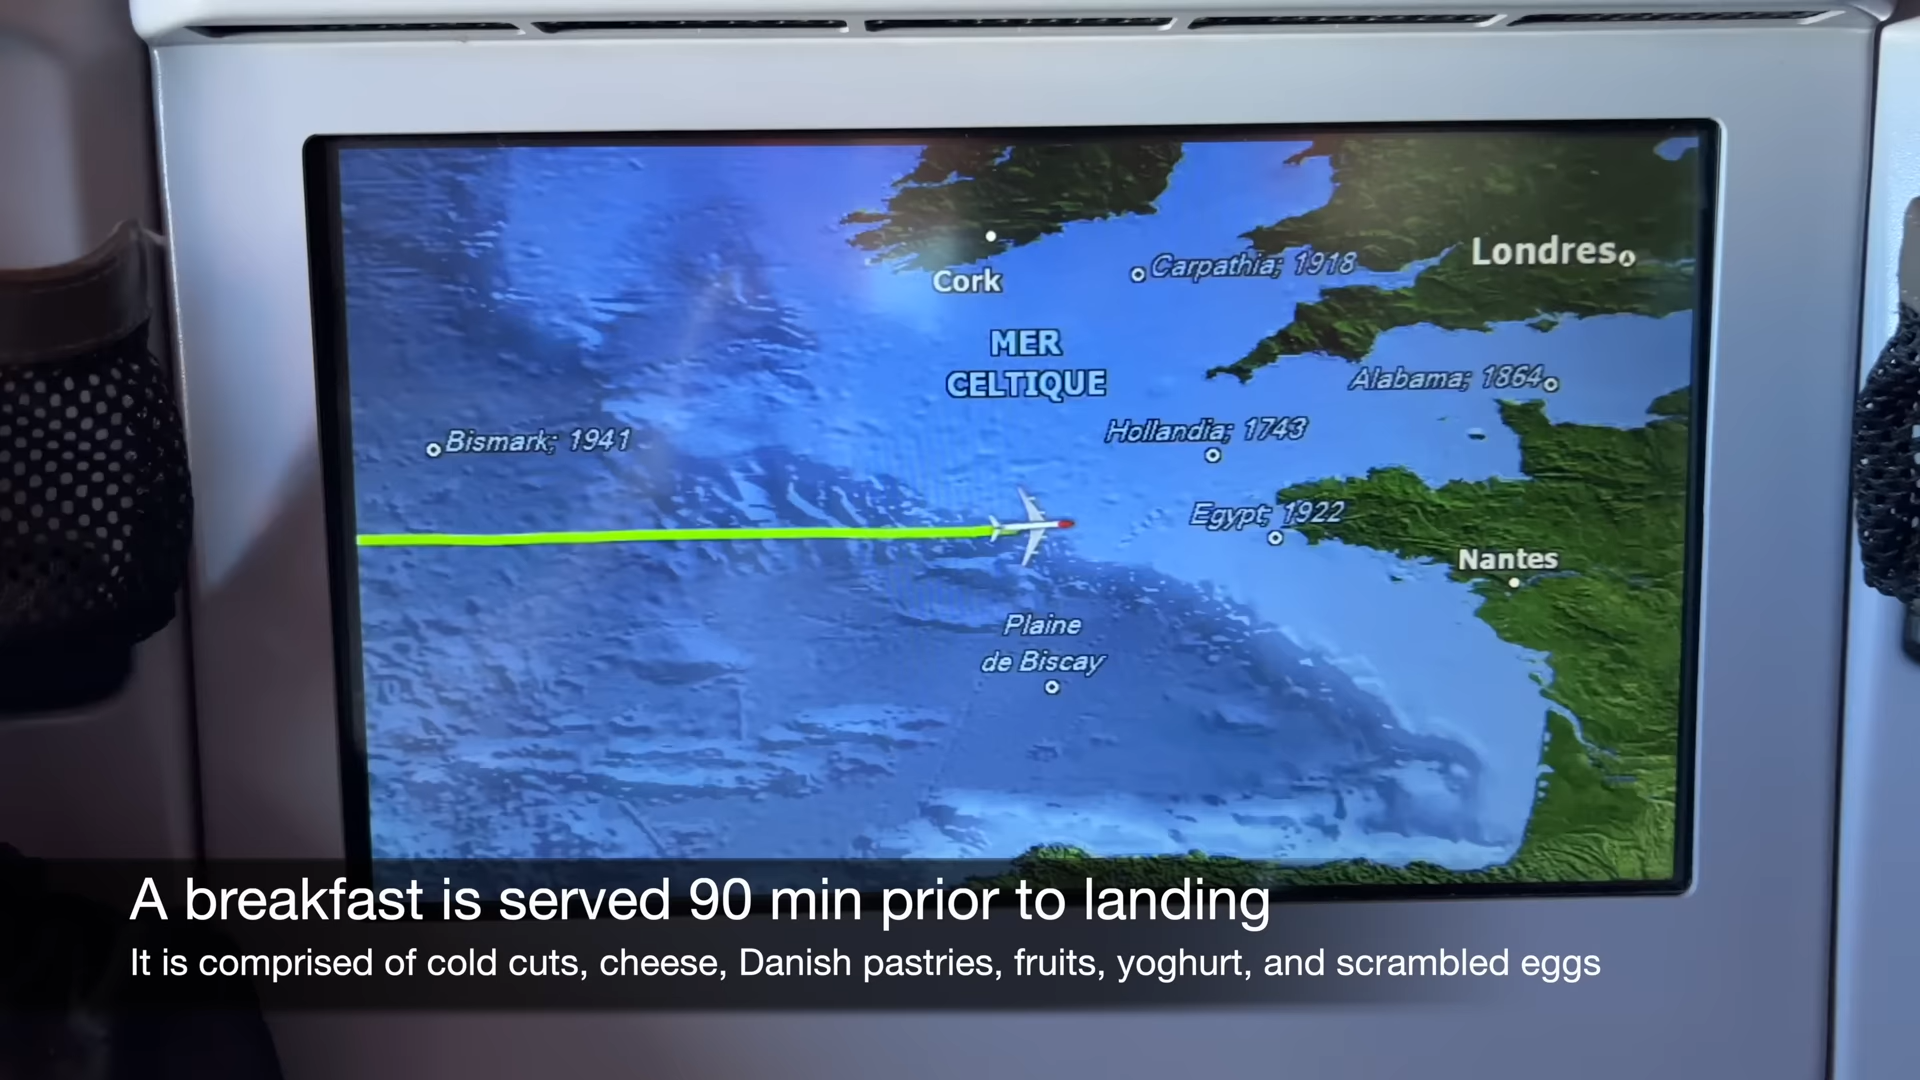 Cork
Carpathia; 1918
Londres
MER
CELTIQUE
Alabama; 1864
Bismark; 1941
Hollandia; 1743
Egypt; 1922
Nantes
Plaine
de Biscay
A breakfast is served 90 min prior to landing
It is comprised of cold cuts, cheese, Danish pastries, fruits, yoghurt, and scrambled eggs